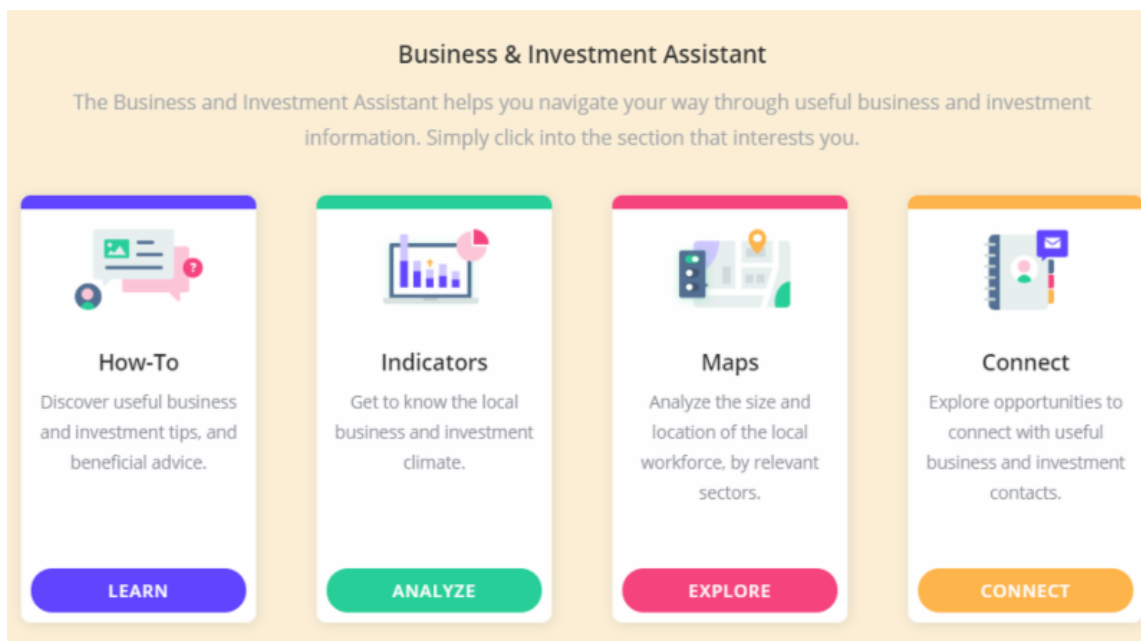 Business & Investment Assistant
The Business and Investment Assistant helps you navigate your way through useful business and investment
information. Simply click into the section that interests you.
?
How-To
Discover useful business
and investment tips, and
beneficial advice.
LEARN
Indicators
Get to know the local
business and investment
climate.
ANALYZE
Maps
Analyze the size and
location of the local
workforce, by relevant
sectors.
EXPLORE
Connect
Explore opportunities to
connect with useful
business and investment
contacts.
CONNECT